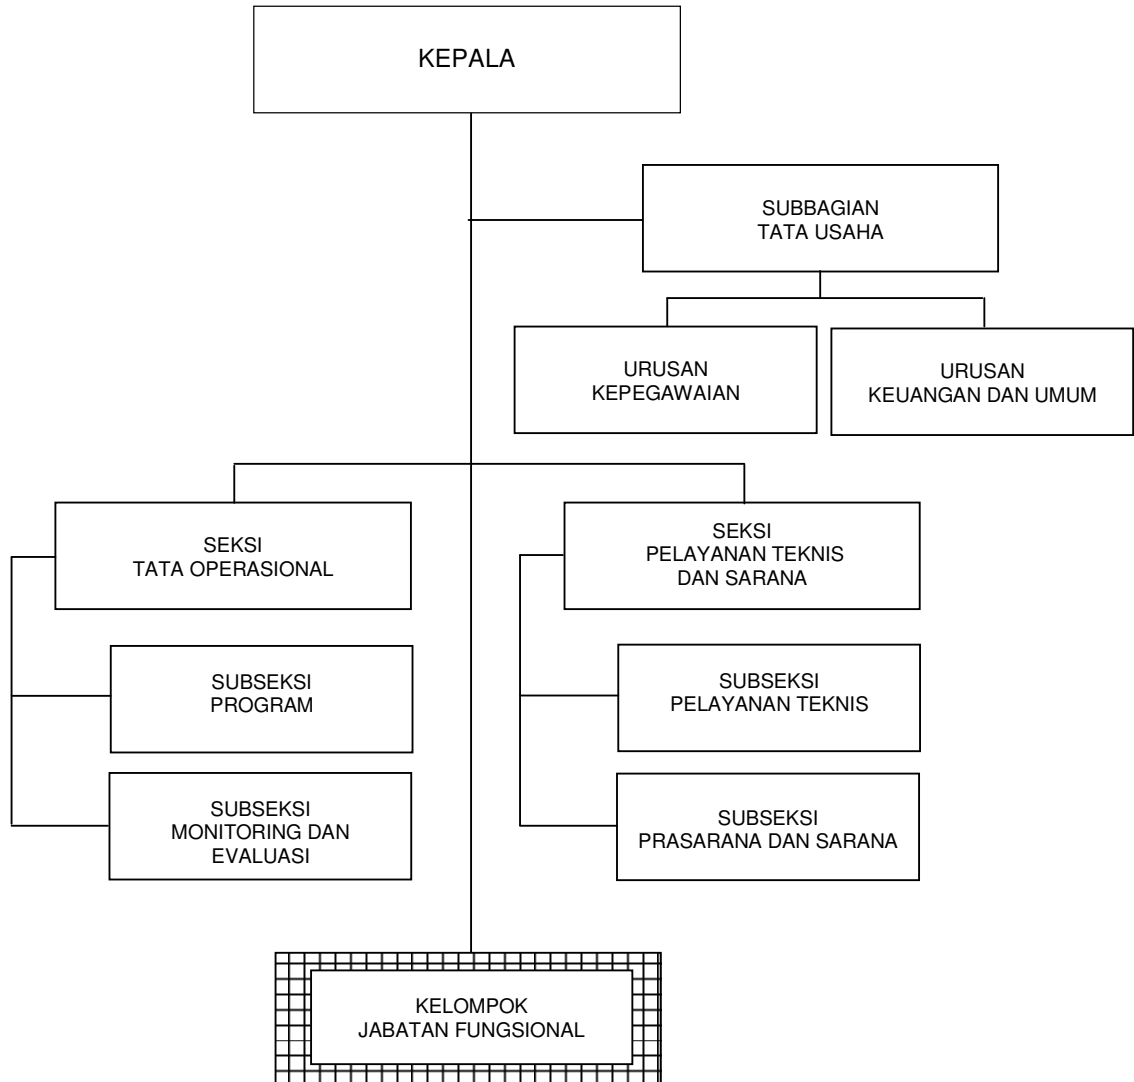 KEPALA
SUBBAGIAN
TATA USAHA
URUSAN
KEPEGAWAIAN
URUSAN
KEUANGAN DAN UMUM
SEKSI
TATA OPERASIONAL
SEKSI
PELAYANAN TEKNIS
DAN SARANA
SUBSEKSI
PROGRAM
SUBSEKSI
PELAYANAN TEKNIS
SUBSEKSI
MONITORING DAN
EVALUASI
SUBSEKSI
PRASARANA DAN SARANA
KELOMPOK
JABATAN FUNGSIONAL